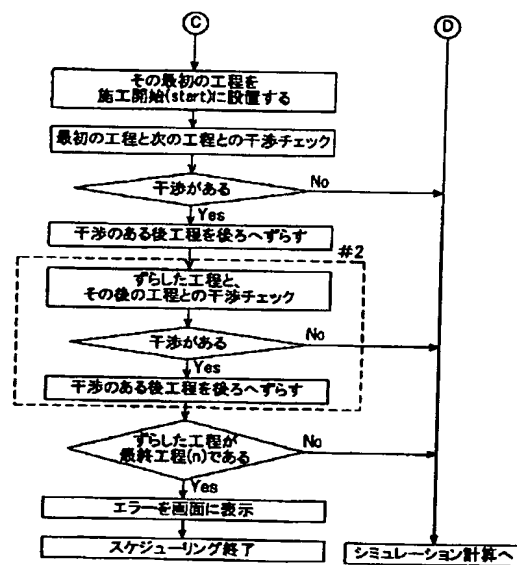 C
D
その最初の工程を
施工開始(start)に設置する
最初の工程と次の工程との干渉チェック
干渉がある
No
Yes
干渉のある後工程を後ろへずらす
#2
ずらした工程と、
その後の工程との干渉チェック
干渉がある
No
Yes
干渉のある後工程を後ろへずらす
ずらした工程が
最終工程(n)である
No
Yes
エラーを画面に表示
スケジューリング終了
シミュレーション計算へ